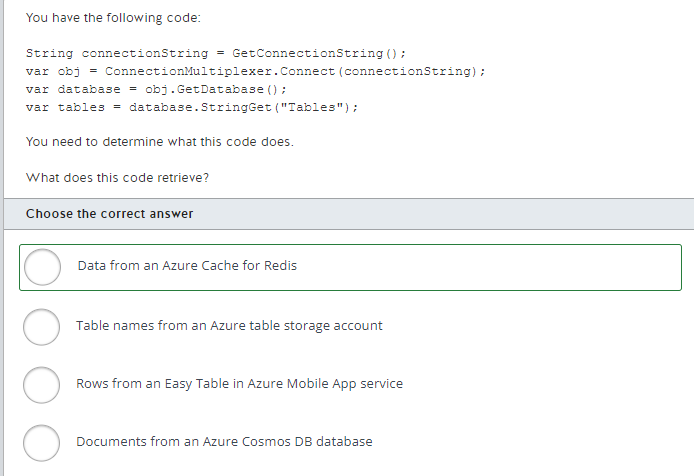 You have the following code:
String connectionString = GetConnectionString();
var obj = ConnectionMultiplexer.Connect(connectionString);
var database = obj.GetDatabase();
var tables = database.StringGet("Tables");
You need to determine what this code does.
What does this code retrieve?
Choose the correct answer
Data from an Azure Cache for Redis
Table names from an Azure table storage account
Rows from an Easy Table in Azure Mobile App service
Documents from an Azure Cosmos DB database